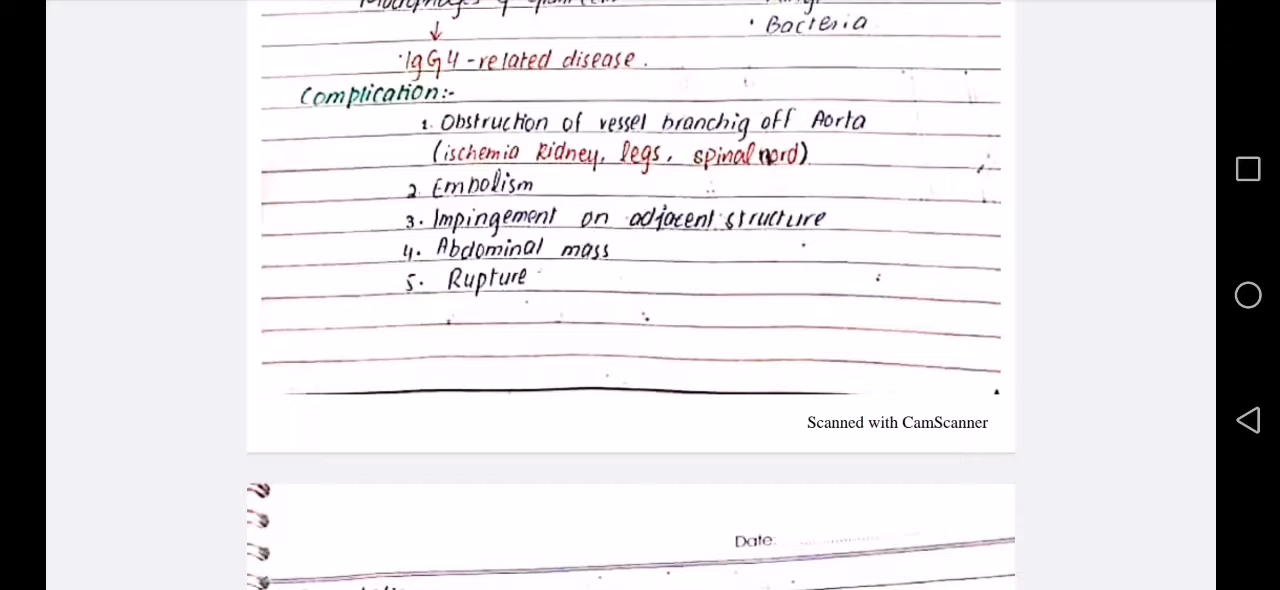 Bacteria
IgG4-related disease.
Complication:-
1. Obstruction of vessel branchig off Aorta
(ischemia kidney, legs, spinal nord)
2. Embolism
3. Impingement on adjacent structure
4. Abdominal mass
5. Rupture
Scanned with CamScanner
Date: